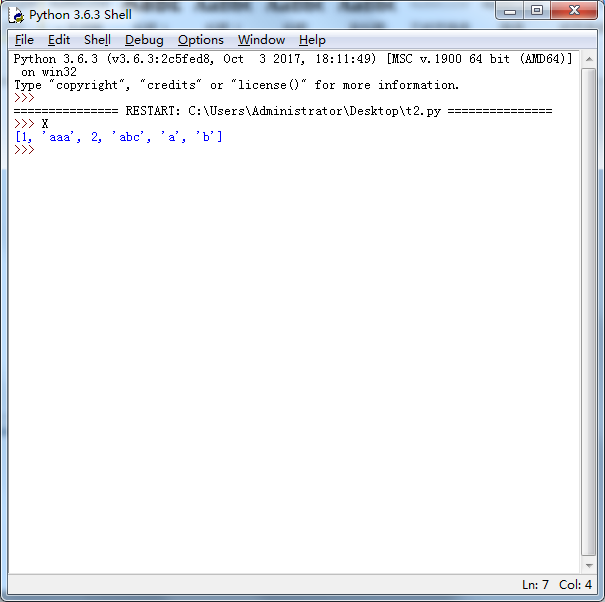 Python 3.6.3 Shell
File Edit Shell Debug Options Window Help
Python 3.6.3 (v3.6.3:2c5fed8, Oct  3 2017, 18:11:49) [MSC v.1900 64 bit (AMD64)]
 on win32
Type "copyright", "credits" or "license()" for more information.
>>>
=============== RESTART: C:\Users\Administrator\Desktop\t2.py ===============
>>> X
[1, 'aaa', 2, 'abc', 'a', 'b']
>>>
Ln: 7 Col: 4